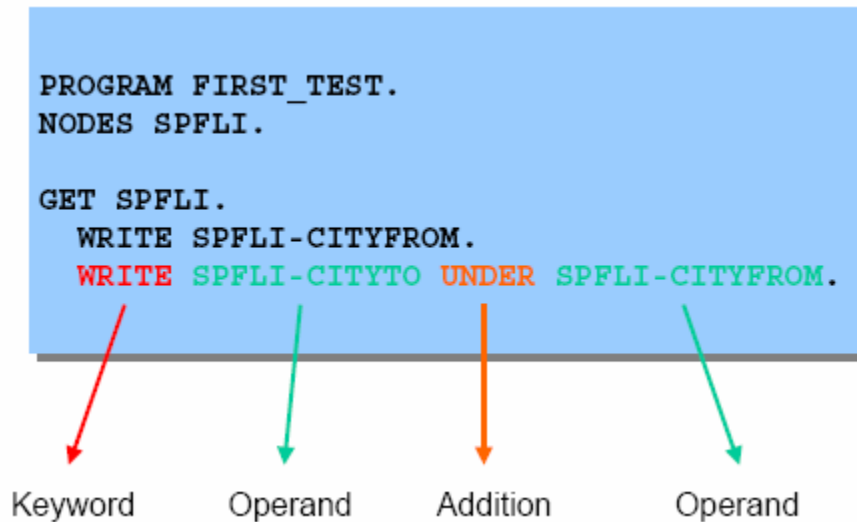 PROGRAM FIRST_TEST.
NODES SPFLI.
GET SPFLI.
WRITE SPFLI-CITYFROM.
WRITE SPFLI-CITYTO UNDER SPFLI-CITYFROM.
Keyword Operand Addition Operand